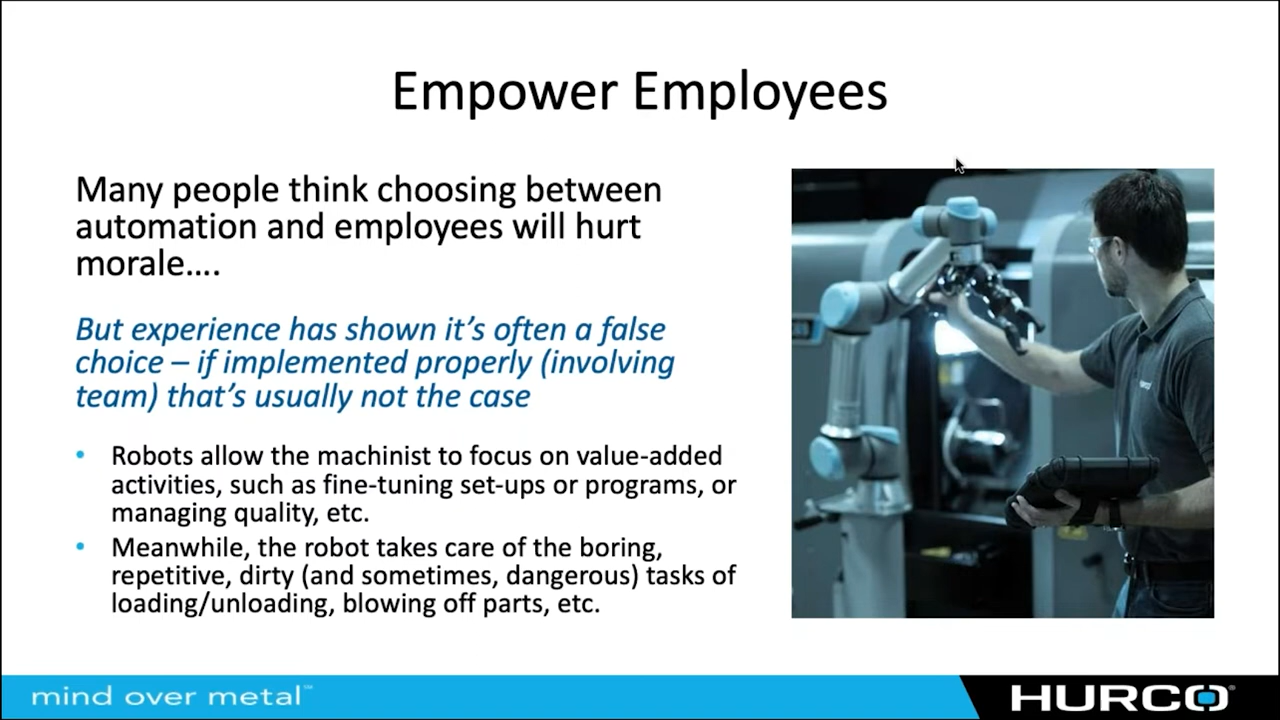 Empower Employees
Many people think choosing between
automation and employees will hurt
morale....
But experience has shown it's often a false
choice – if implemented properly (involving
team) that's usually not the case
• Robots allow the machinist to focus on value-added
activities, such as fine-tuning set-ups or programs, or
managing quality, etc.
• Meanwhile, the robot takes care of the boring,
repetitive, dirty (and sometimes, dangerous) tasks of
loading/unloading, blowing off parts, etc.
mind over metal™
HURCO®